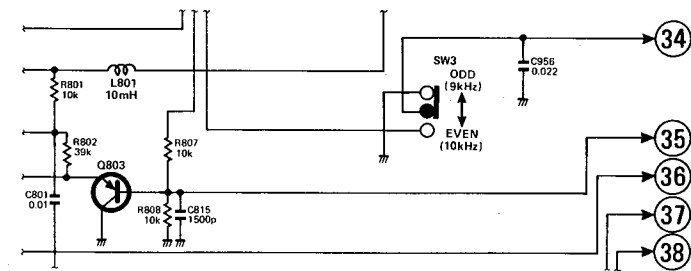 34
SW3
ODD
(9kHz)
C956
0.022
EVEN
(10kHz)
R801
10k
L801
10mH
R802
39k
Q803
R807
10k
35
C801
0.01
R808
10k
C815
1500p
36
37
38